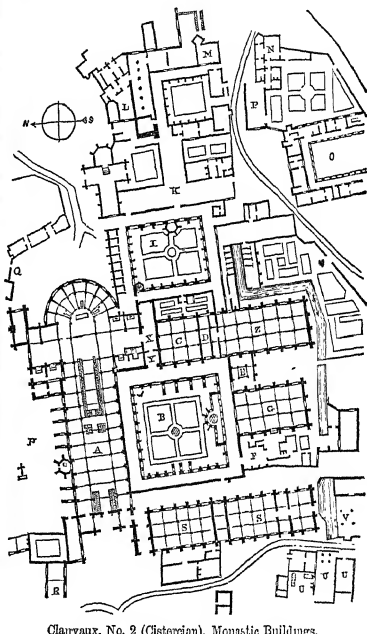 M
N
L
P
N S
O
K
I
Q
X
Y
C D Z
E
B
G
A
F
S S
V
U U U
R
Clairvaux, No. 2 (Cistercian), Monastic Buildings.